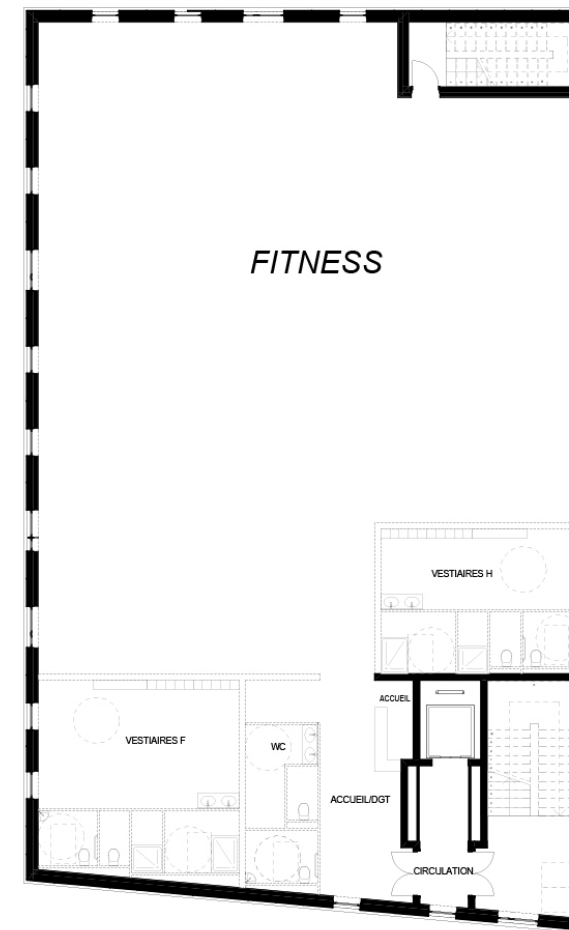 FITNESS
VESTIAIRES H
ACCUEIL
VESTIAIRES F
WC
ACCUEIL/DGT
CIRCULATION